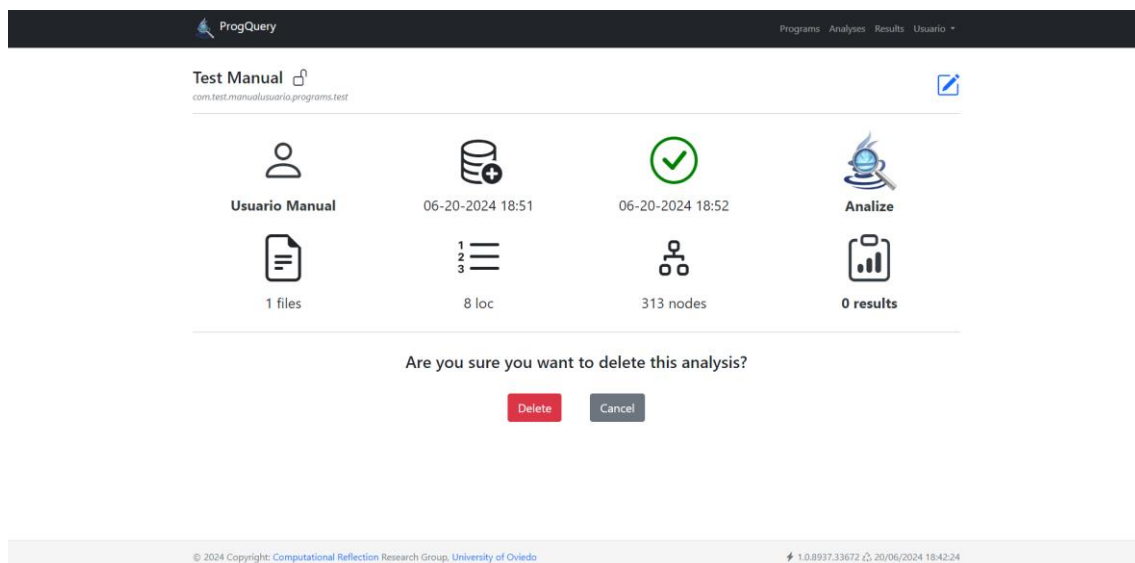 ProgQuery
Programs Analyses Results Usuario
Test Manual
com.test.manualusuario.programs.test
Usuario Manual
06-20-2024 18:51
06-20-2024 18:52
Analize
1
2
3
1 files
8 loc
313 nodes
0 results
Are you sure you want to delete this analysis?
Delete
Cancel
© 2024 Copyright: Computational Reflection Research Group, University of Oviedo
1.0.8937.33672 20/06/2024 18:42:24